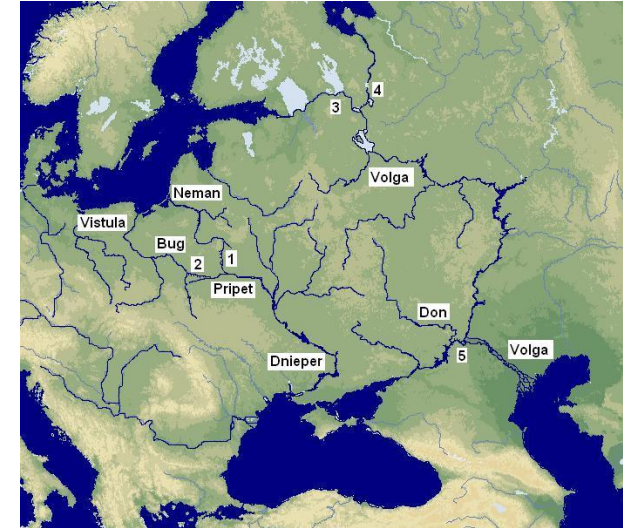 4
3
Volga
Neman
Vistula
Bug
1
2
Pripet
Don
5
Volga
Dnieper